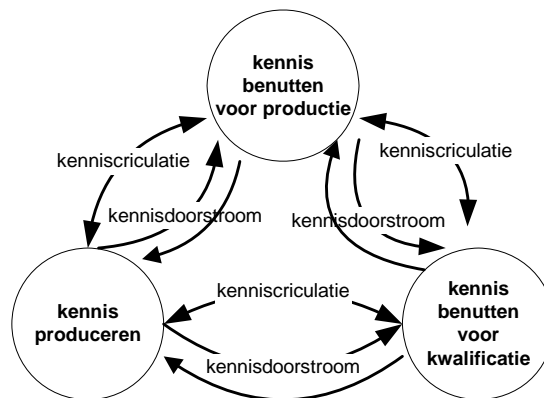 kennis
benutten
voor productie
kenniscriculatie
kenniscriculatie
kennisdoorstroom
kennisdoorstroom
kennis
produceren
kenniscriculatie
kennisdoorstroom
kennis
benutten
voor
kwalificatie